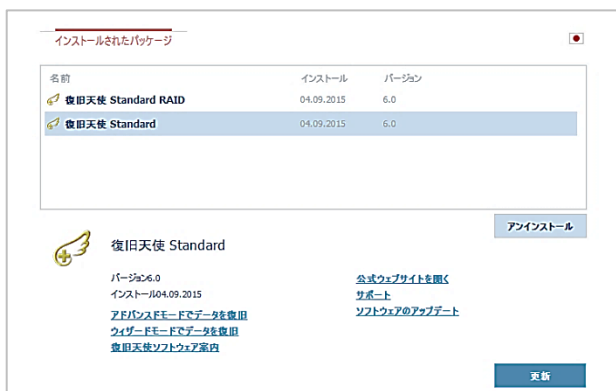 インストールされたパッケージ
名前 インストール バージョン
復旧天使 Standard RAID 04.09.2015 6.0
復旧天使 Standard 04.09.2015 6.0
アンインストール
復旧天使 Standard
バージョン6.0
インストール04.09.2015
アドバンスドモードでデータを復旧
ウィザードモードでデータを復旧
復旧天使ソフトウェア案内
公式ウェブサイトを開く
サポート
ソフトウェアのアップデート
更新